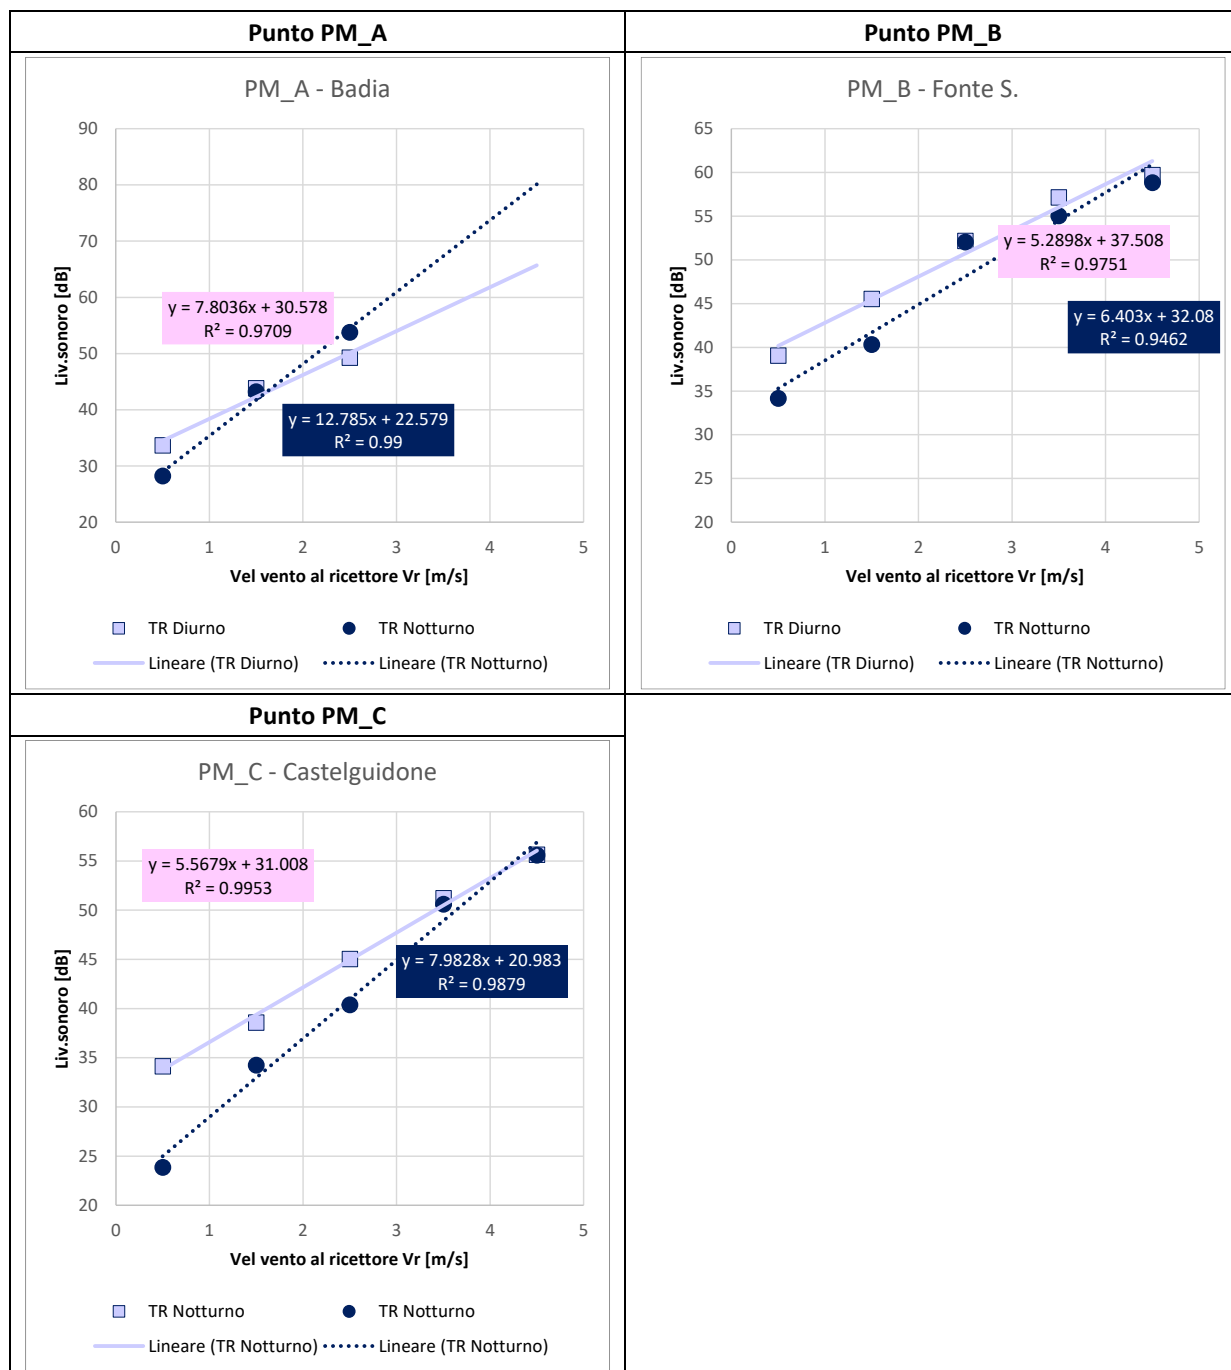 Punto PM_A
Punto PM_B
PM_A - Badia
90
80
70
60
50
40
30
20
Liv.sonoro [dB]
y = 7.8036x + 30.578
R² = 0.9709
y = 12.785x + 22.579
R² = 0.99
0 1 2 3 4 5
Vel vento al ricettore Vr [m/s]
TR Diurno TR Notturno
Lineare (TR Diurno) Lineare (TR Notturno)
PM_B - Fonte S.
65
60
55
50
45
40
35
30
25
20
Liv.sonoro [dB]
y = 5.2898x + 37.508
R² = 0.9751
y = 6.403x + 32.08
R² = 0.9462
0 1 2 3 4 5
Vel vento al ricettore Vr [m/s]
TR Diurno TR Notturno
Lineare (TR Diurno) Lineare (TR Notturno)
Punto PM_C
PM_C - Castelguidone
60
55
50
45
40
35
30
25
20
Liv.sonoro [dB]
y = 5.5679x + 31.008
R² = 0.9953
y = 7.9828x + 20.983
R² = 0.9879
0 1 2 3 4 5
Vel vento al ricettore Vr [m/s]
TR Notturno TR Notturno
Lineare (TR Notturno) Lineare (TR Notturno)